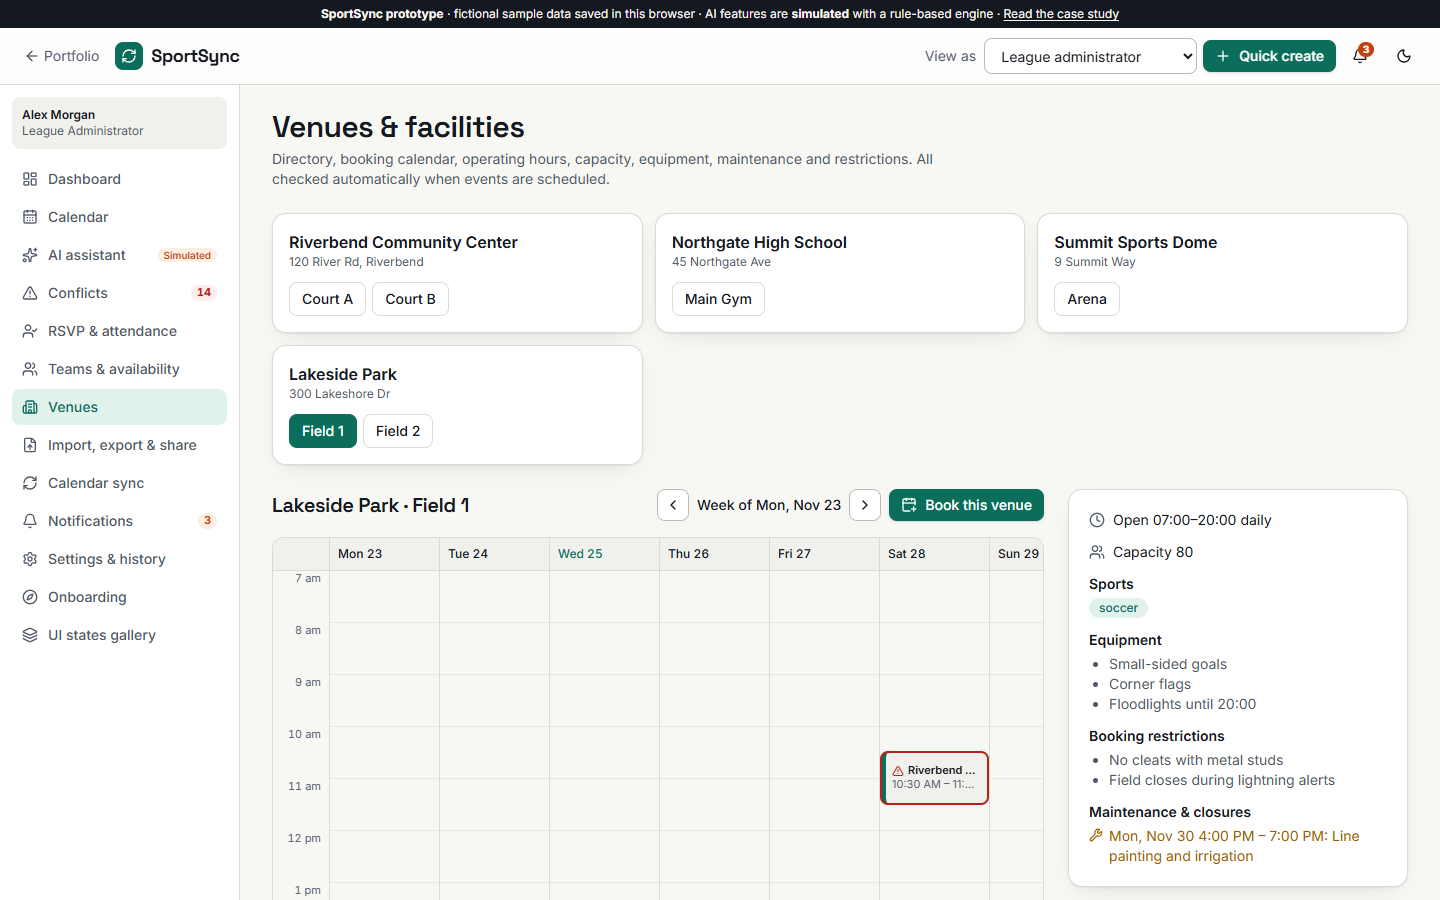 SportSync prototype · fictional sample data saved in this browser · AI features are simulated with a rule-based engine · Read the case study
Portfolio
SportSync
View as
League administrator
Quick create
3
Alex Morgan
League Administrator
Dashboard
Calendar
AI assistant
Simulated
Conflicts
14
RSVP & attendance
Teams & availability
Venues
Import, export & share
Calendar sync
Notifications
3
Settings & history
Onboarding
UI states gallery
Venues & facilities
Directory, booking calendar, operating hours, capacity, equipment, maintenance and restrictions. All
checked automatically when events are scheduled.
Riverbend Community Center
120 River Rd, Riverbend
Court A
Court B
Northgate High School
45 Northgate Ave
Main Gym
Summit Sports Dome
9 Summit Way
Arena
Lakeside Park
300 Lakeshore Dr
Field 1
Field 2
Lakeside Park · Field 1
Week of Mon, Nov 23
Book this venue
Mon 23
Tue 24
Wed 25
Thu 26
Fri 27
Sat 28
Sun 29
7 am
8 am
9 am
10 am
11 am
12 pm
1 pm
Riverbend ...
10:30 AM – 11:...
Open 07:00–20:00 daily
Capacity 80
Sports
soccer
Equipment
Small-sided goals
Corner flags
Floodlights until 20:00
Booking restrictions
No cleats with metal studs
Field closes during lightning alerts
Maintenance & closures
Mon, Nov 30 4:00 PM – 7:00 PM: Line
painting and irrigation